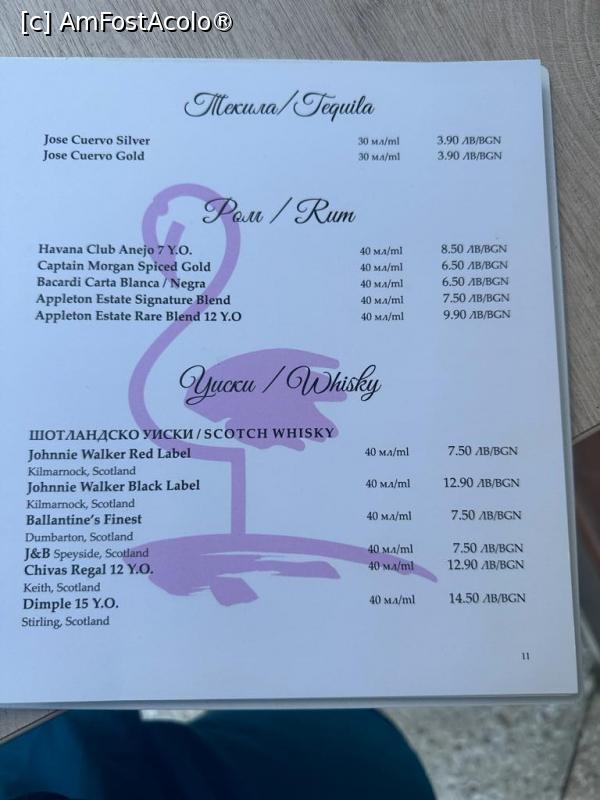 [c] AmFostAcolo®
Текила/Tequila
Jose Cuervo Silver 30 мл/ml 3.90 ЛВ/BGN
Jose Cuervo Gold 30 мл/ml 3.90 ЛВ/BGN
Ром / Rum
Havana Club Anejo 7 Y.O. 40 мл/ml 8.50 ЛВ/BGN
Captain Morgan Spiced Gold 40 мл/ml 6.50 ЛВ/BGN
Bacardi Carta Blanca / Negra 40 мл/ml 6.50 ЛВ/BGN
Appleton Estate Signature Blend 40 мл/ml 7.50 ЛВ/BGN
Appleton Estate Rare Blend 12 Y.O 40 мл/ml 9.90 ЛВ/BGN
Уиски / Whisky
ШОТЛАНДСКО УИСКИ / SCOTCH WHISKY
Johnnie Walker Red Label 40 мл/ml 7.50 ЛВ/BGN
Kilmarnock, Scotland
Johnnie Walker Black Label 40 мл/ml 12.90 ЛВ/BGN
Kilmarnock, Scotland
Ballantine's Finest 40 мл/ml 7.50 ЛВ/BGN
Dumbarton, Scotland
J&B Speyside, Scotland 40 мл/ml 7.50 ЛВ/BGN
Chivas Regal 12 Y.O. 40 мл/ml 12.90 ЛВ/BGN
Keith, Scotland
Dimple 15 Y.O. 40 мл/ml 14.50 ЛВ/BGN
Stirling, Scotland
11